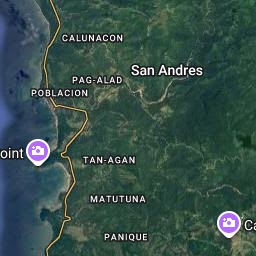 CALUNACON
San Andres
PAG-ALAD
POBLACION
oint
TAN-AGAN
MATUTUNA
Ca
PANIQUE